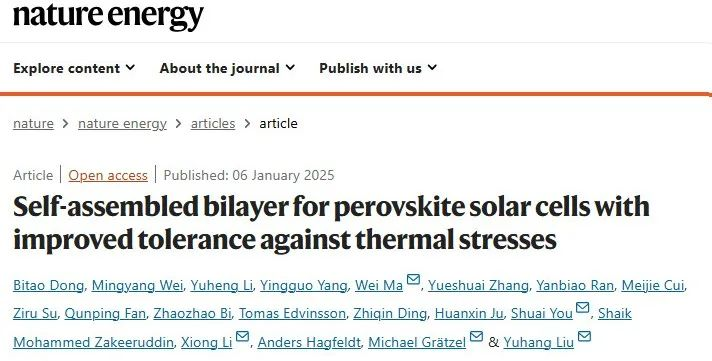 nature energy
Explore content About the journal Publish with us
nature > nature energy > articles > article
Article | Open access | Published: 06 January 2025
Self-assembled bilayer for perovskite solar cells with
improved tolerance against thermal stresses
Bitao Dong, Mingyang Wei, Yuheng Li, Yingguo Yang, Wei Ma, Yueshuai Zhang, Yanbiao Ran, Meijie Cui,
Ziru Su, Qunping Fan, Zhaozhao Bi, Tomas Edvinsson, Zhiqin Ding, Huanxin Ju, Shuai You, Shaik
Mohammed Zakeeruddin, Xiong Li, Anders Hagfeldt, Michael Grätzel & Yuhang Liu